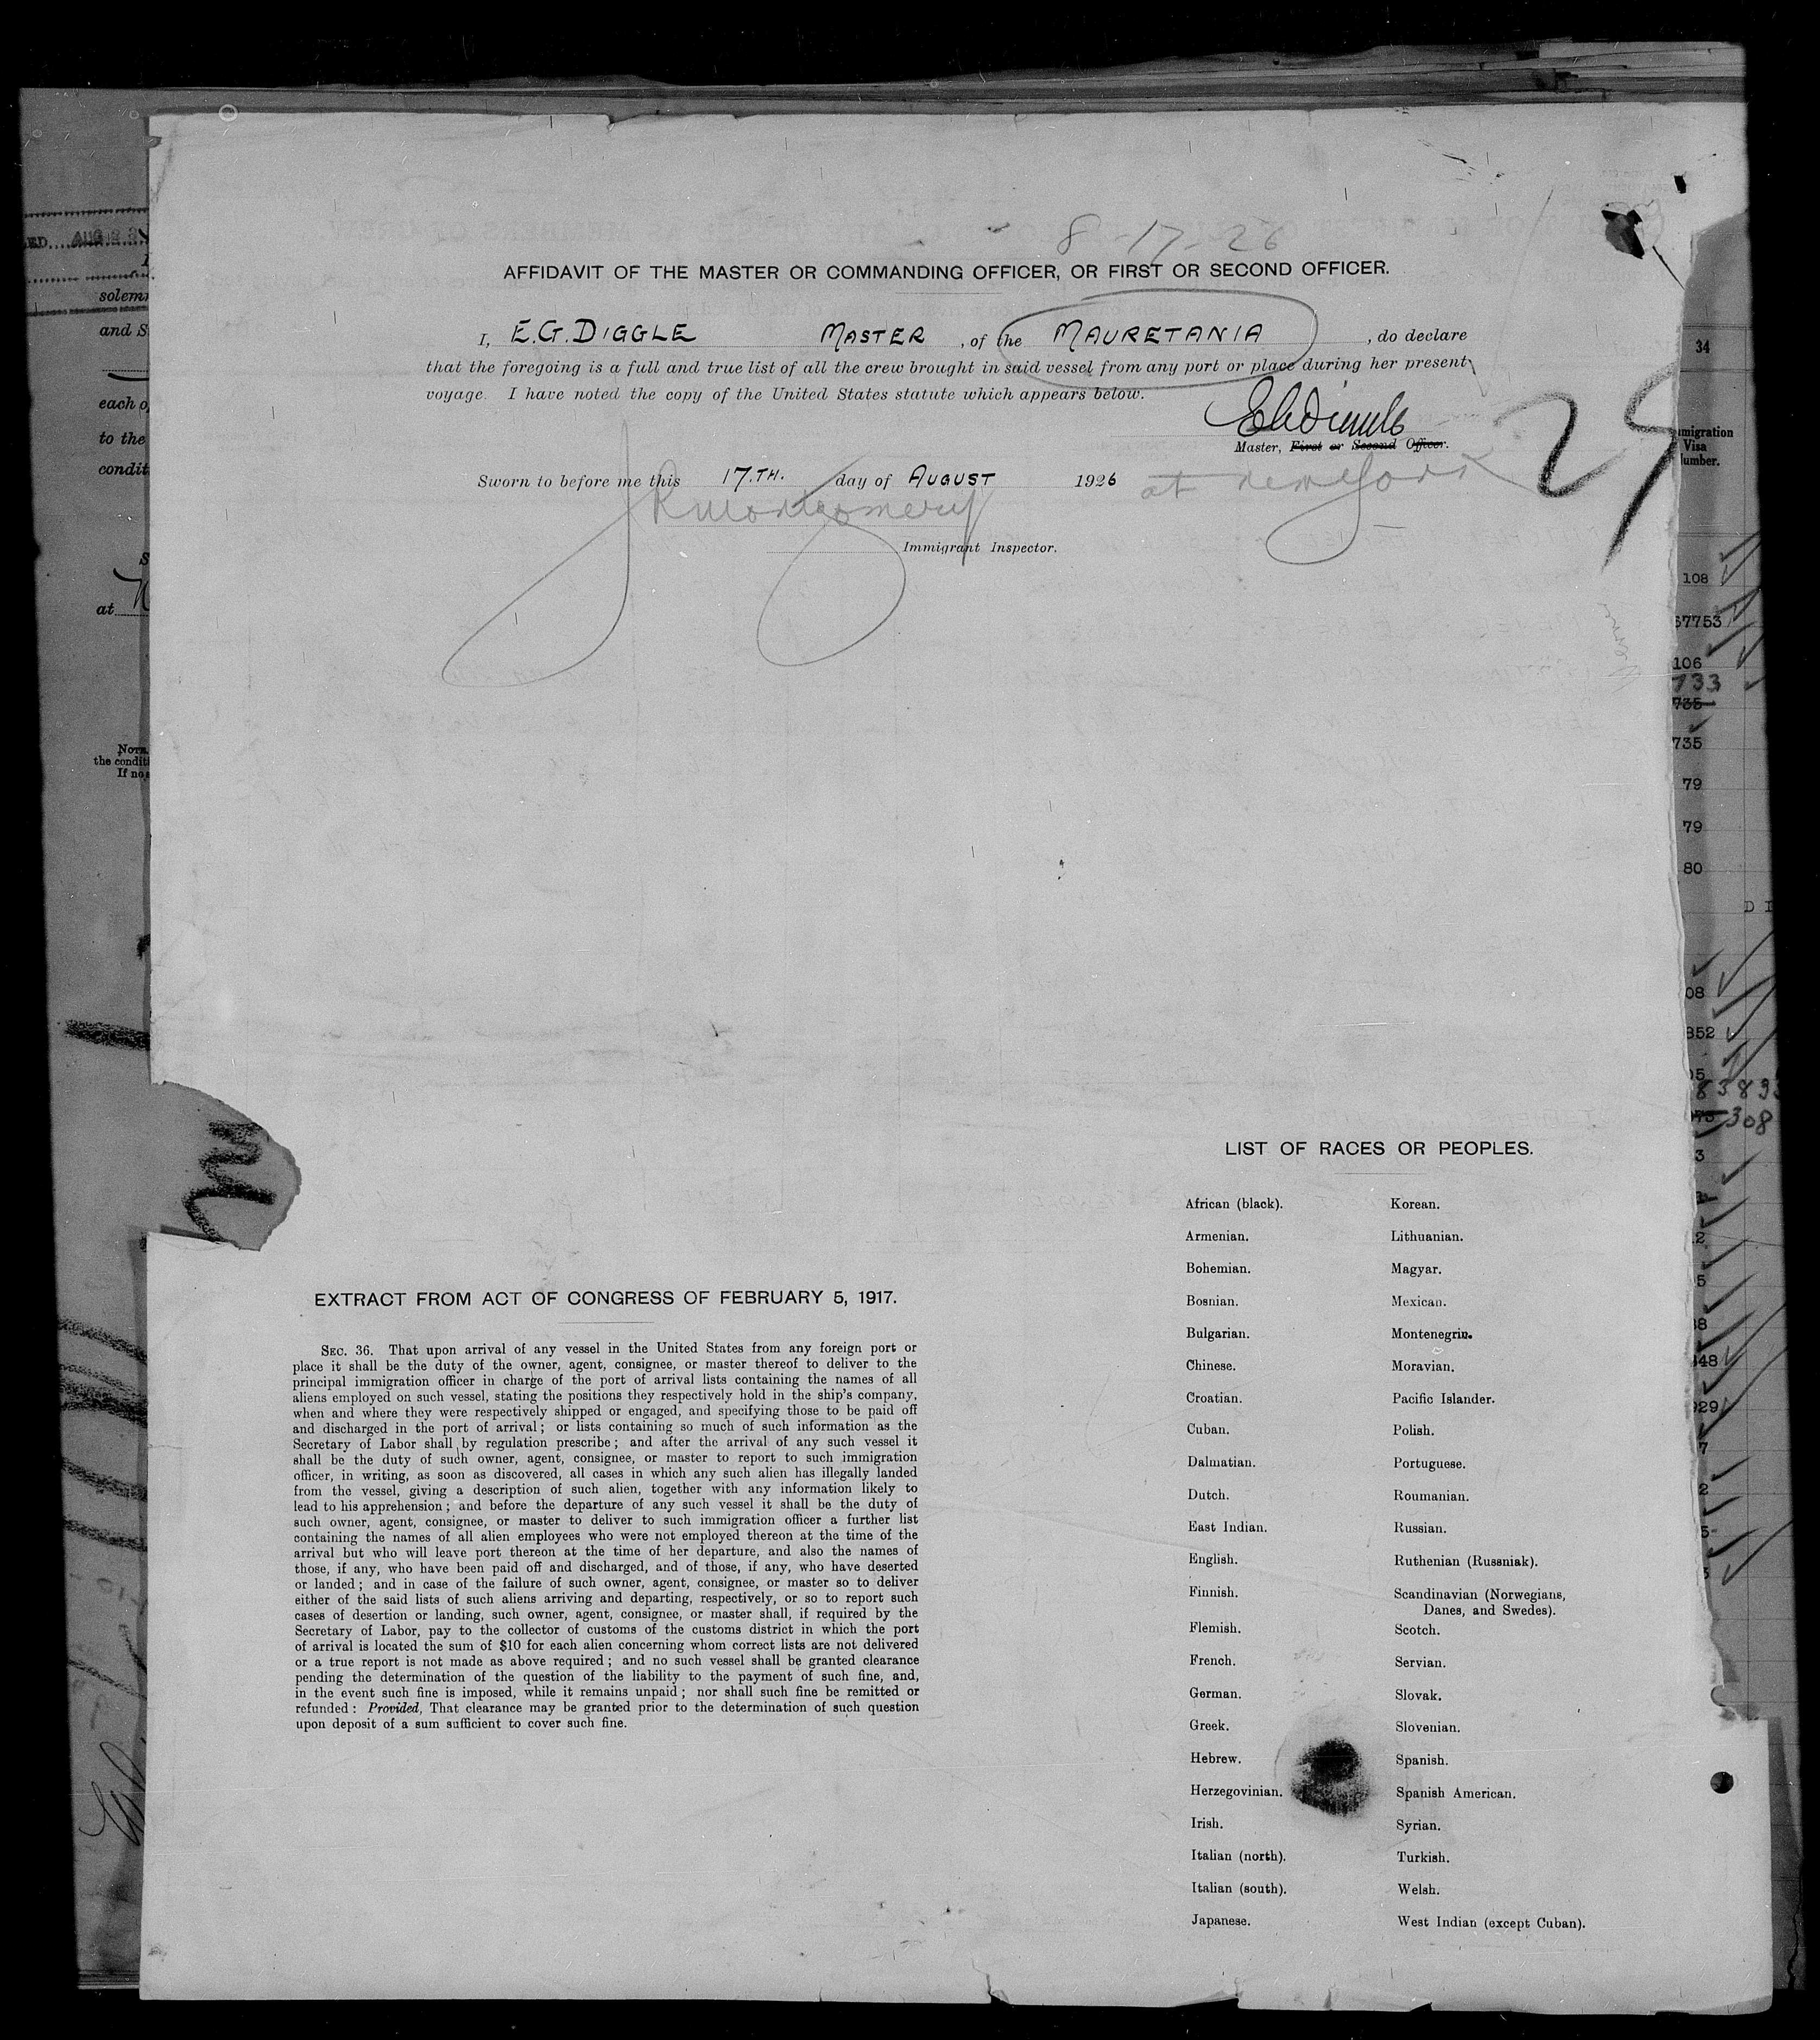 8-17-26
AFFIDAVIT OF THE MASTER OR COMMANDING OFFICER, OR FIRST OR SECOND OFFICER.
I, E.G. DIGGLE MASTER, of the MAURETANIA, do declare
that the foregoing is a full and true list of all the crew brought in said vessel from any port or place during her present
voyage. I have noted the copy of the United States statute which appears below.
Master, First or Second Officer.
Sworn to before me this 17.TH. day of AUGUST 1926 at New York
Montgomery
Immigrant Inspector.
29
LIST OF RACES OR PEOPLES.
African (black). Korean.
Armenian. Lithuanian.
Bohemian. Magyar.
Bosnian. Mexican.
Bulgarian. Montenegrin.
Chinese. Moravian.
Croatian. Pacific Islander.
Cuban. Polish.
Dalmatian. Portuguese.
Dutch. Roumanian.
East Indian. Russian.
English. Ruthenian (Russniak).
Finnish. Scandinavian (Norwegians,
Danes, and Swedes).
Flemish. Scotch.
French. Servian.
German. Slovak.
Greek. Slovenian.
Hebrew. Spanish.
Herzegovinian. Spanish American.
Irish. Syrian.
Italian (north). Turkish.
Italian (south). Welsh.
Japanese. West Indian (except Cuban).
EXTRACT FROM ACT OF CONGRESS OF FEBRUARY 5, 1917.
SEC. 36. That upon arrival of any vessel in the United States from any foreign port or
place it shall be the duty of the owner, agent, consignee, or master thereof to deliver to the
principal immigration officer in charge of the port of arrival lists containing the names of all
aliens employed on such vessel, stating the positions they respectively hold in the ship's company,
when and where they were respectively shipped or engaged, and specifying those to be paid off
and discharged in the port of arrival; or lists containing so much of such information as the
Secretary of Labor shall by regulation prescribe; and after the arrival of any such vessel it
shall be the duty of such owner, agent, consignee, or master to report to such immigration
officer, in writing, as soon as discovered, all cases in which any such alien has illegally landed
from the vessel, giving a description of such alien, together with any information likely to
lead to his apprehension; and before the departure of any such vessel it shall be the duty of
such owner, agent, consignee, or master to deliver to such immigration officer a further list
containing the names of all alien employees who were not employed thereon at the time of the
arrival but who will leave port thereon at the time of her departure, and also the names of
those, if any, who have been paid off and discharged, and of those, if any, who have deserted
or landed; and in case of the failure of such owner, agent, consignee, or master so to deliver
either of the said lists of such aliens arriving and departing, respectively, or so to report such
cases of desertion or landing, such owner, agent, consignee, or master shall, if required by the
Secretary of Labor, pay to the collector of customs of the customs district in which the port
of arrival is located the sum of $10 for each alien concerning whom correct lists are not delivered
or a true report is not made as above required; and no such vessel shall be granted clearance
pending the determination of the question of the liability to the payment of such fine, and,
in the event such fine is imposed, while it remains unpaid; nor shall such fine be remitted or
refunded: Provided, That clearance may be granted prior to the determination of such question
upon deposit of a sum sufficient to cover such fine.
and S
each o
to the
condit
at
the condit
If no
34
Visa
108
67753
106
733
735
735
79
79
80
308